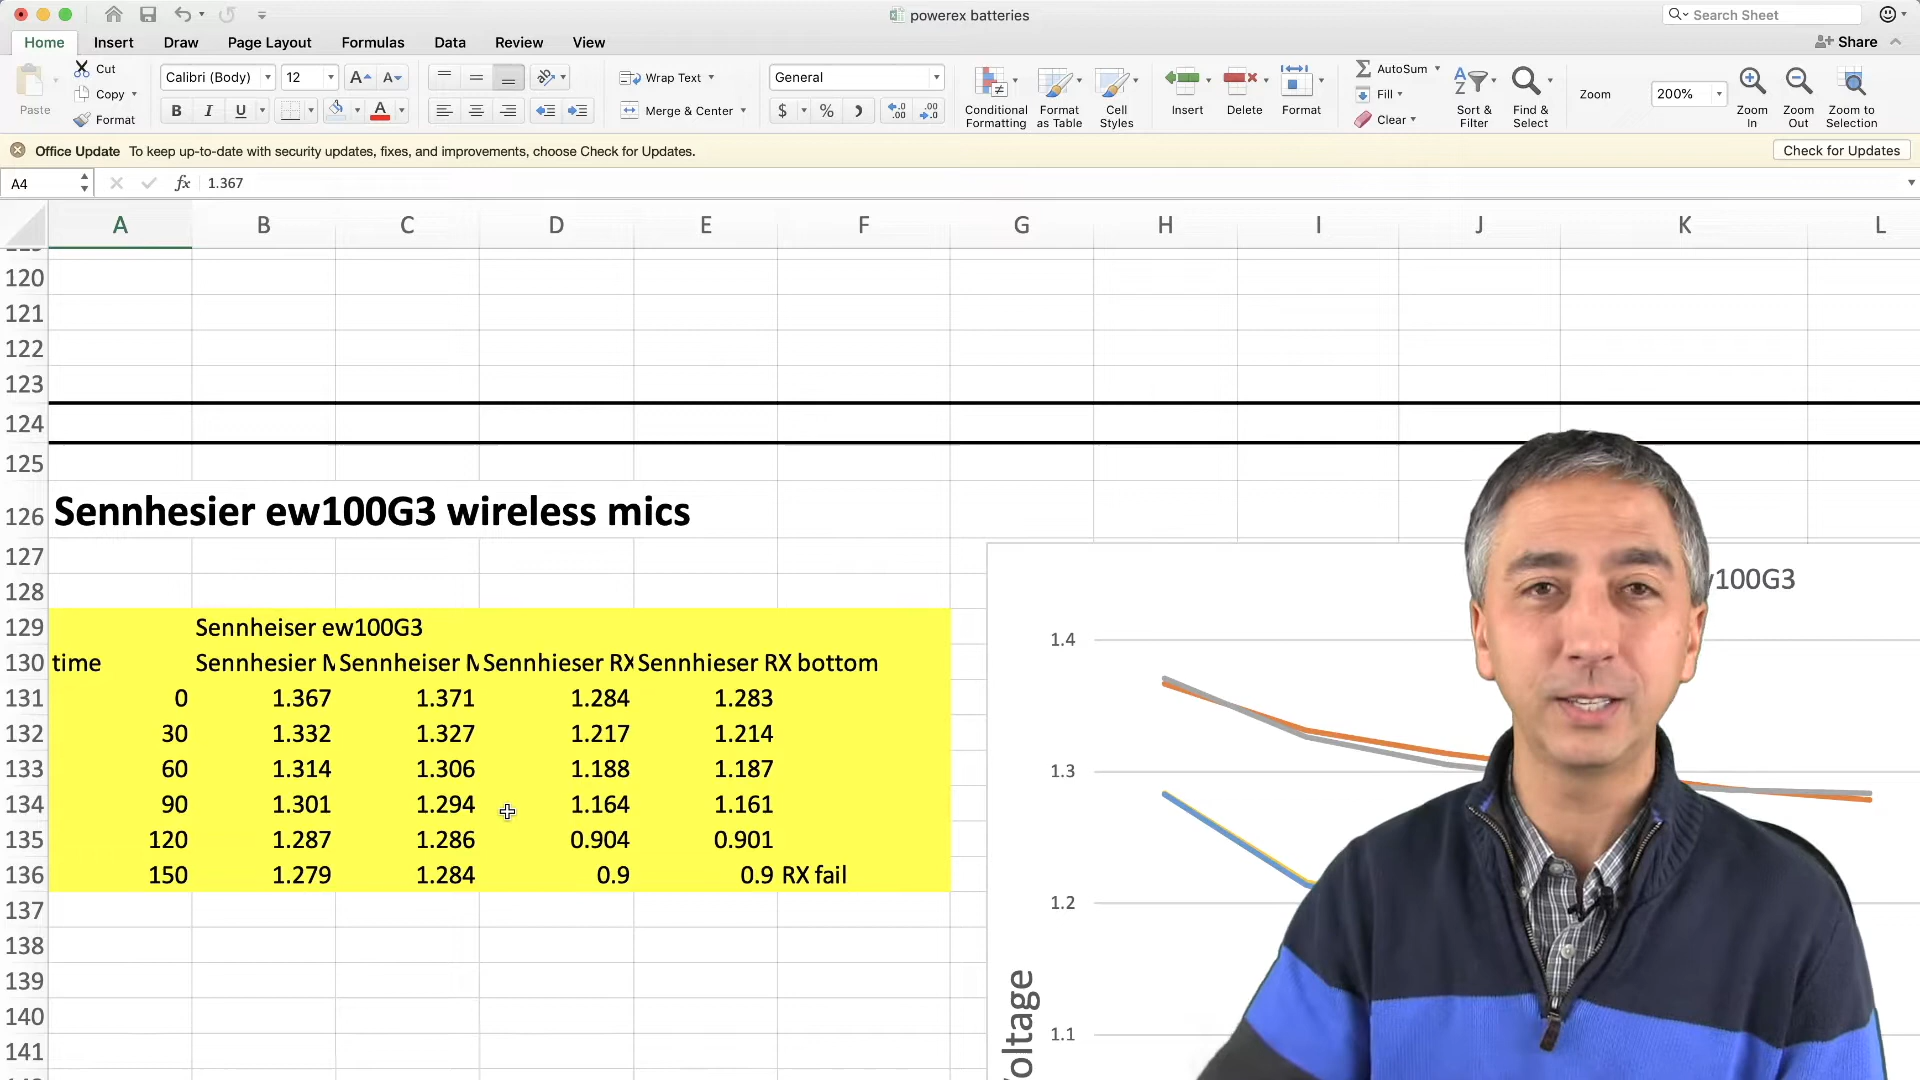 powerex batteries
Search Sheet
Home Insert Draw Page Layout Formulas Data Review View
Share
Paste
Cut
Copy
Format
Calibri (Body) 12 A A
B I U A
Wrap Text
Merge & Center
General
$ % .0 .00
Conditional Formatting
Format as Table
Cell Styles
Insert
Delete
Format
AutoSum
Fill
Clear
Sort & Filter
Find & Select
Zoom
200%
Zoom In
Zoom Out
Zoom to Selection
Office Update To keep up-to-date with security updates, fixes, and improvements, choose Check for Updates.
Check for Updates
A4 fx 1.367
A B C D E F G H I J K L
120
121
122
123
124
125
126 Sennhesier ew100G3 wireless mics
127
128
129 Sennheiser ew100G3
130 time Sennhesier M Sennheiser M Sennhieser RX Sennhieser RX bottom
131 0 1.367 1.371 1.284 1.283
132 30 1.332 1.327 1.217 1.214
133 60 1.314 1.306 1.188 1.187
134 90 1.301 1.294 1.164 1.161
135 120 1.287 1.286 0.904 0.901
136 150 1.279 1.284 0.9 0.9 RX fail
137
138
139
140
141
w100G3
1.4
1.3
1.2
1.1
Voltage